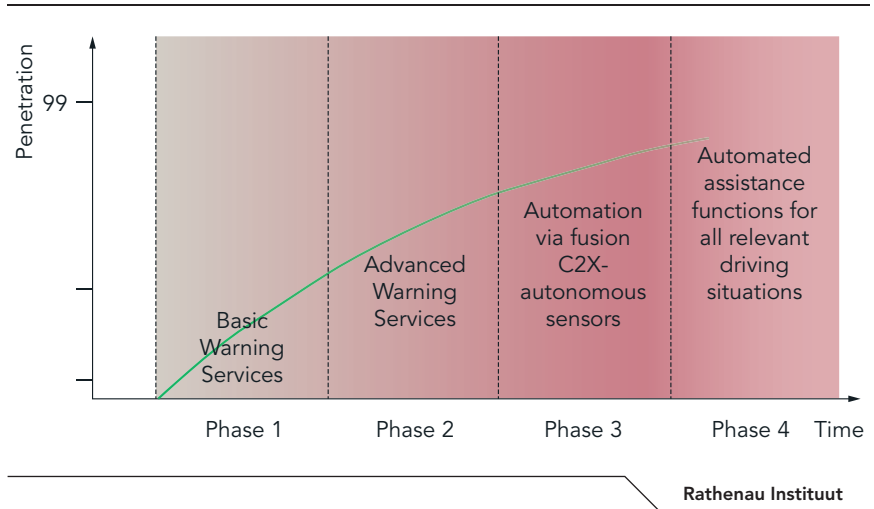 Penetration
99
Basic
Warning
Services
Advanced
Warning
Services
Automation
via fusion
C2X-
autonomous
sensors
Automated
assistance
functions for
all relevant
driving
situations
Phase 1
Phase 2
Phase 3
Phase 4
Time
Rathenau Instituut